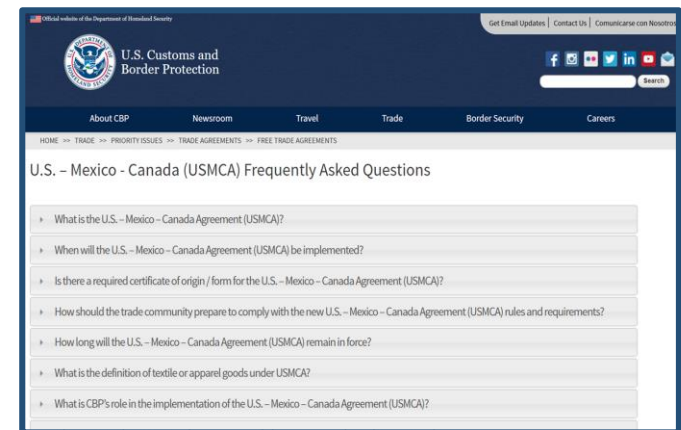 Official website of the Department of Homeland Security
Get Email Updates | Contact Us | Comunicarse con Nosotros
U.S. Customs and
Border Protection
Search
About CBP Newsroom Travel Trade Border Security Careers
HOME >> TRADE >> PRIORITY ISSUES >> TRADE AGREEMENTS >> FREE TRADE AGREEMENTS
U.S. – Mexico - Canada (USMCA) Frequently Asked Questions
What is the U.S. – Mexico – Canada Agreement (USMCA)?
When will the U.S. – Mexico – Canada Agreement (USMCA) be implemented?
Is there a required certificate of origin / form for the U.S. – Mexico – Canada Agreement (USMCA)?
How should the trade community prepare to comply with the new U.S. – Mexico – Canada Agreement (USMCA) rules and requirements?
How long will the U.S. – Mexico – Canada Agreement (USMCA) remain in force?
What is the definition of textile or apparel goods under USMCA?
What is CBP's role in the implementation of the U.S. – Mexico – Canada Agreement (USMCA)?